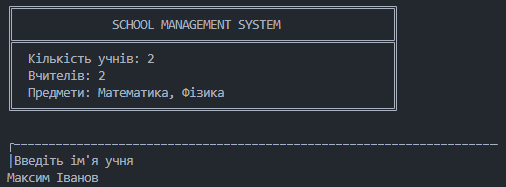 SCHOOL MANAGEMENT SYSTEM
Кількість учнів: 2
Вчителів: 2
Предмети: Математика, Фізика
Введіть ім'я учня
Максим Іванов